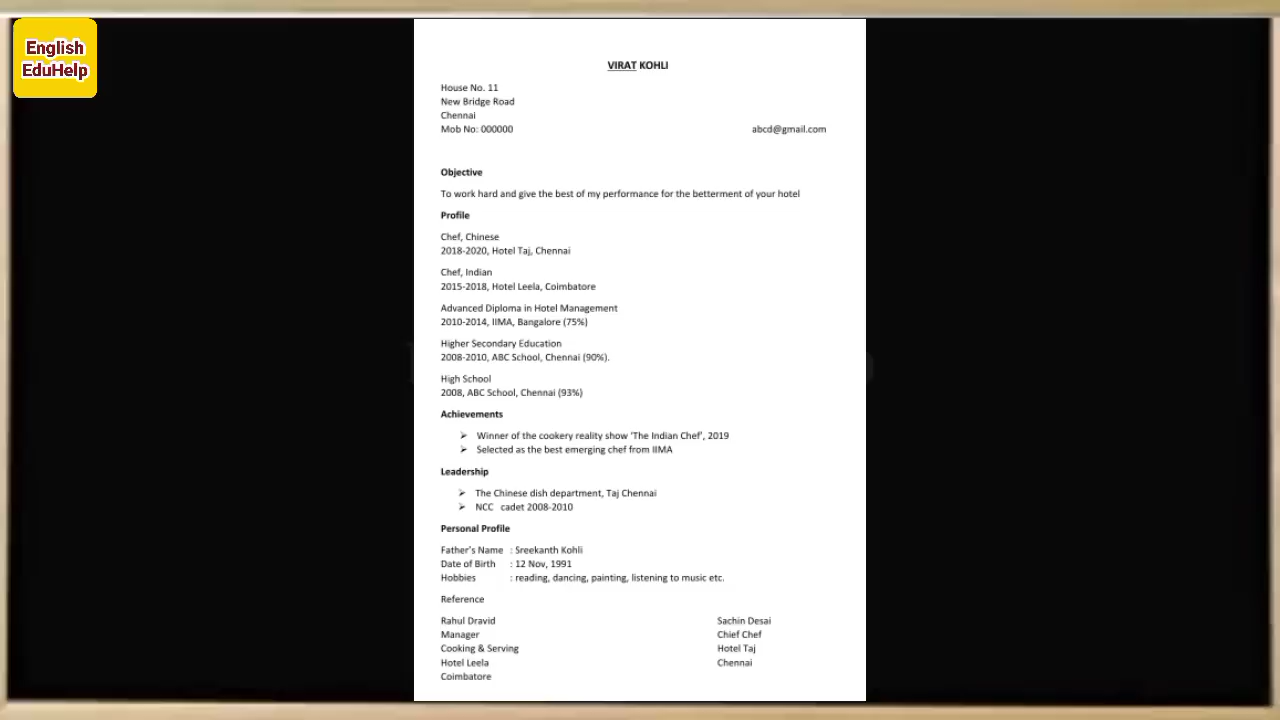 English
EduHelp
VIRAT KOHLI
House No. 11
New Bridge Road
Chennai
Mob No: 000000 abcd@gmail.com
Objective
To work hard and give the best of my performance for the betterment of your hotel
Profile
Chef, Chinese
2018-2020, Hotel Taj, Chennai
Chef, Indian
2015-2018, Hotel Leela, Coimbatore
Advanced Diploma in Hotel Management
2010-2014, IIMA, Bangalore (75%)
Higher Secondary Education
2008-2010, ABC School, Chennai (90%).
High School
2008, ABC School, Chennai (93%)
Achievements
➢ Winner of the cookery reality show ‘The Indian Chef’, 2019
➢ Selected as the best emerging chef from IIMA
Leadership
➢ The Chinese dish department, Taj Chennai
➢ NCC cadet 2008-2010
Personal Profile
Father’s Name : Sreekanth Kohli
Date of Birth : 12 Nov, 1991
Hobbies : reading, dancing, painting, listening to music etc.
Reference
Rahul Dravid Sachin Desai
Manager Chief Chef
Cooking & Serving Hotel Taj
Hotel Leela Chennai
Coimbatore